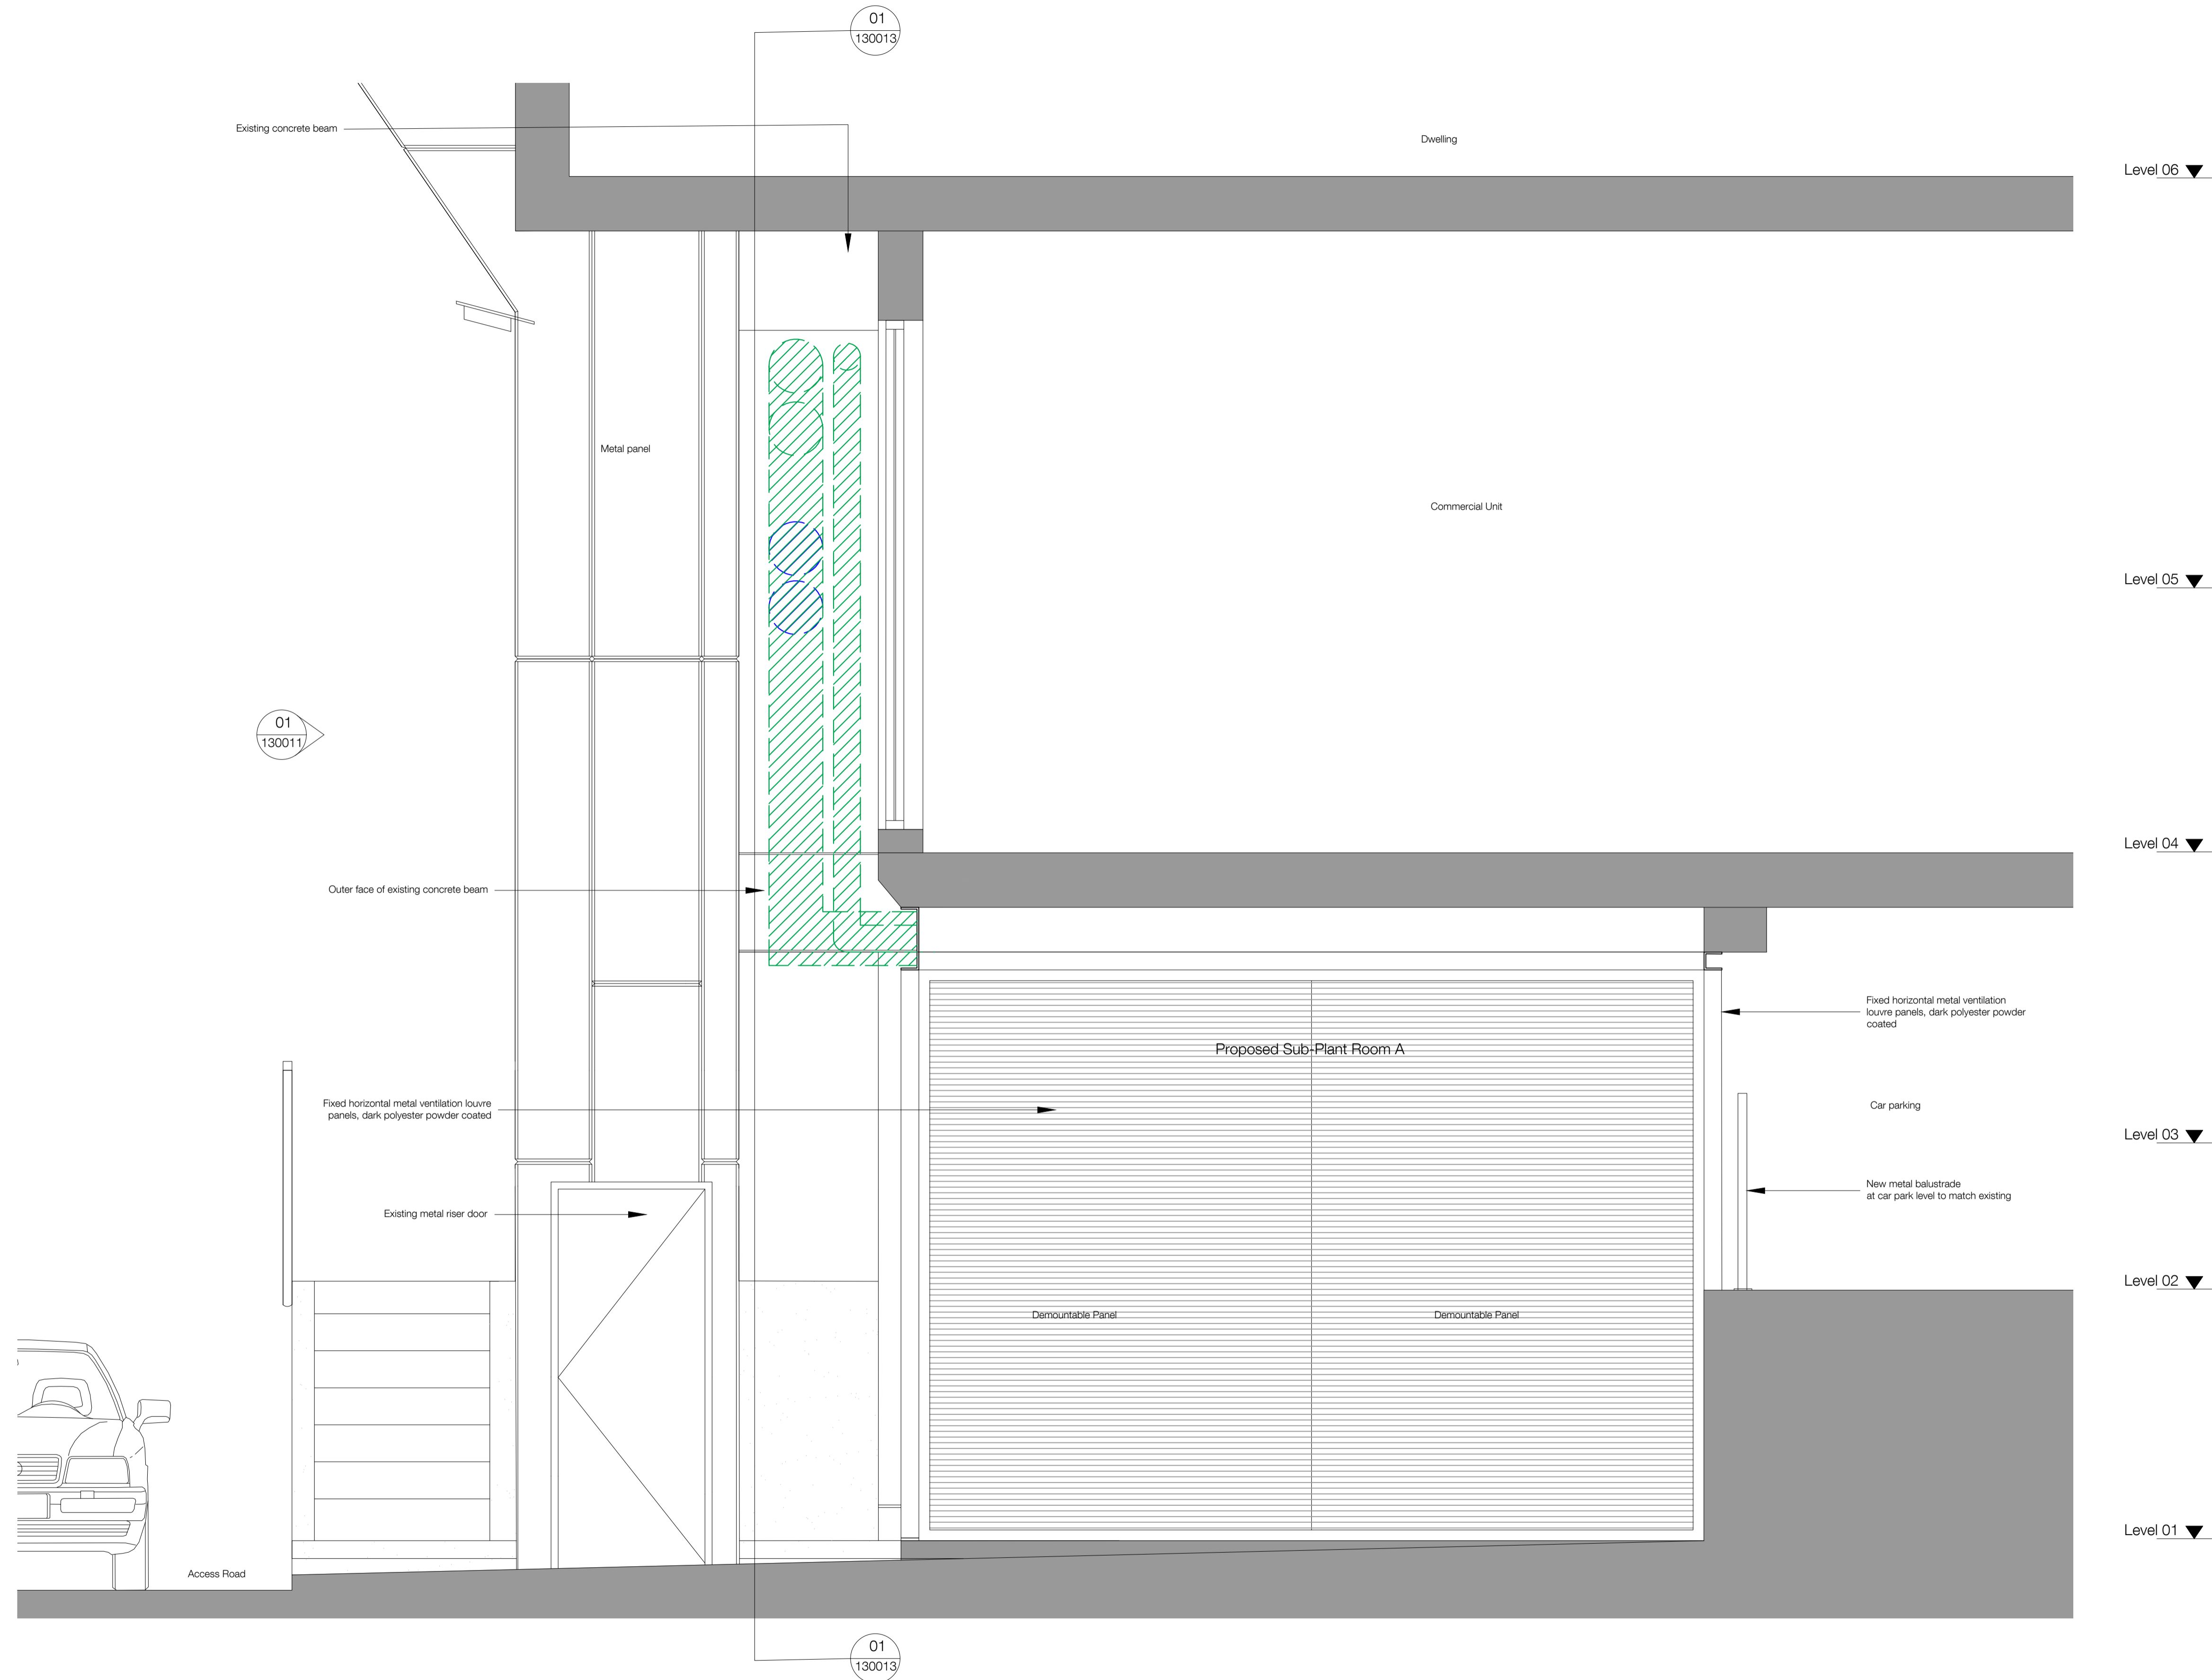 01
130013
Existing concrete beam
Dwelling
Level 06
Metal panel
Commercial Unit
Level 05
01
130011
Level 04
Outer face of existing concrete beam
Fixed horizontal metal ventilation
louvre panels, dark polyester powder
coated
Proposed Sub-Plant Room A
Fixed horizontal metal ventilation louvre
panels, dark polyester powder coated
Car parking
Level 03
New metal balustrade
at car park level to match existing
Existing metal riser door
Level 02
Demountable Panel
Demountable Panel
Level 01
Access Road
01
130013